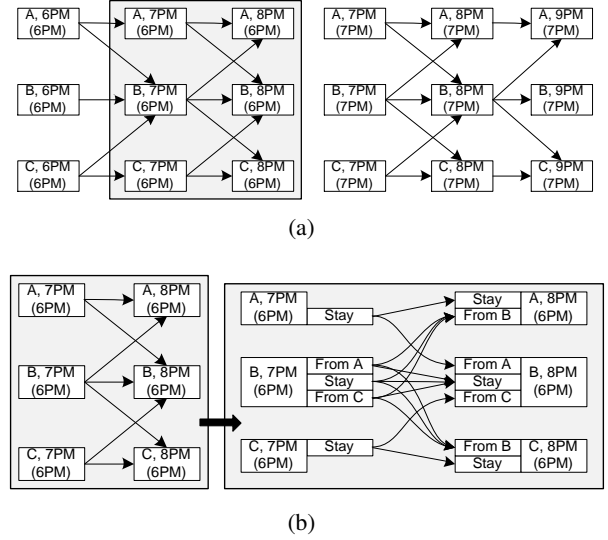 A, 6PM
(6PM)
A, 7PM
(6PM)
A, 8PM
(6PM)
A, 7PM
(7PM)
A, 8PM
(7PM)
A, 9PM
(7PM)
B, 6PM
(6PM)
B, 7PM
(6PM)
B, 8PM
(6PM)
B, 7PM
(7PM)
B, 8PM
(7PM)
B, 9PM
(7PM)
C, 6PM
(6PM)
C, 7PM
(6PM)
C, 8PM
(6PM)
C, 7PM
(7PM)
C, 8PM
(7PM)
C, 9PM
(7PM)
(a)
A, 7PM
(6PM)
A, 8PM
(6PM)
B, 7PM
(6PM)
B, 8PM
(6PM)
C, 7PM
(6PM)
C, 8PM
(6PM)
A, 7PM
(6PM)
Stay
Stay
From B
A, 8PM
(6PM)
B, 7PM
(6PM)
From A
Stay
From C
From A
Stay
From C
B, 8PM
(6PM)
C, 7PM
(6PM)
Stay
From B
Stay
C, 8PM
(6PM)
(b)